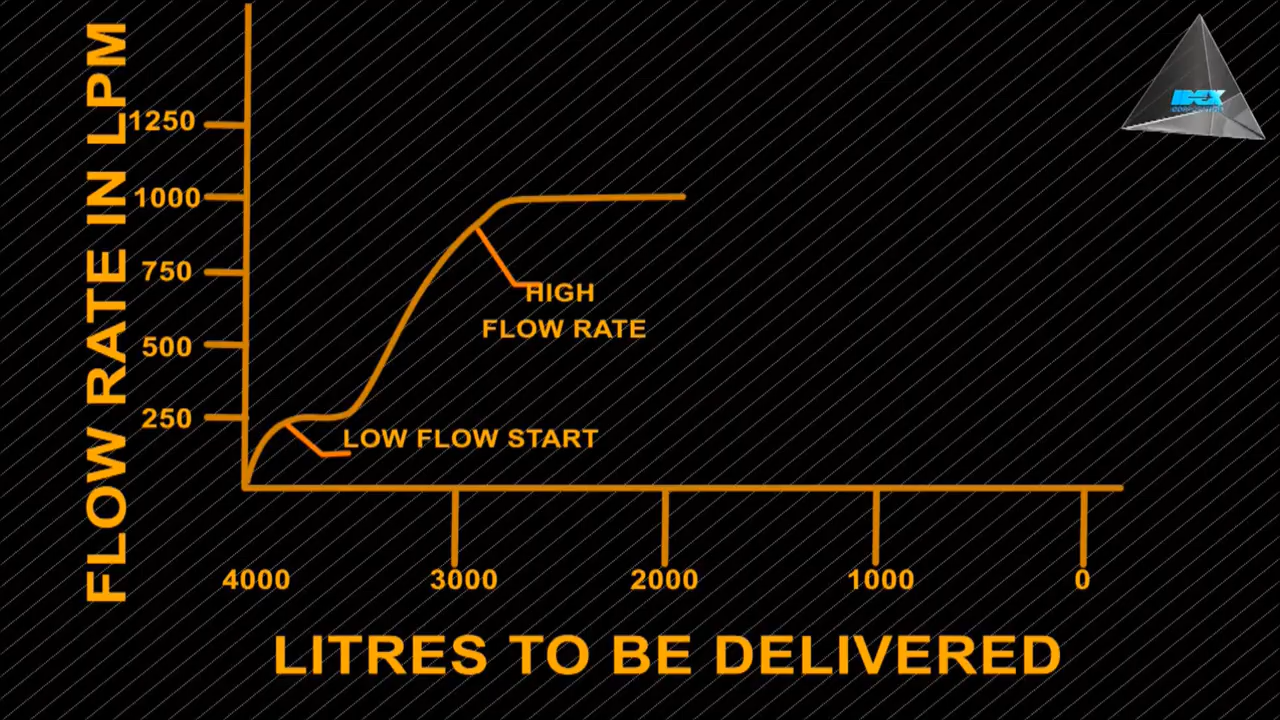 FLOW RATE IN LPM
1250
1000
750
500
250
HIGH
FLOW RATE
LOW FLOW START
4000 3000 2000 1000 0
LITRES TO BE DELIVERED